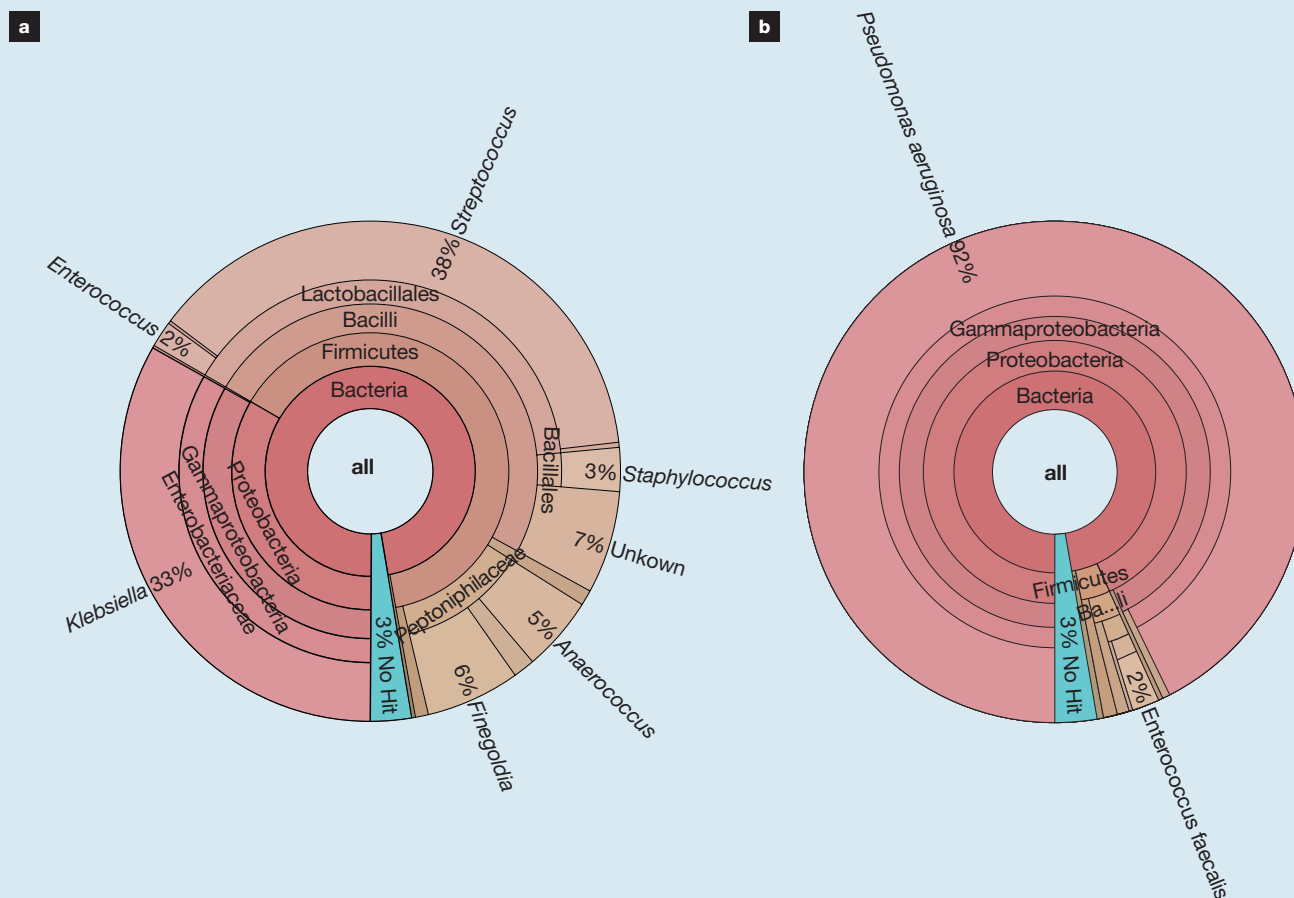 a
Enterococcus
2%
38% Streptococcus
Lactobacillales
Bacilli
Firmicutes
Bacteria
all
Bacillales
3% Staphylococcus
7% Unkown
Peptoniphilaceae
5% Anaerococcus
6% Finegoldia
3% No Hit
Proteobacteria
Gammaproteobacteria
Enterobacteriaceae
Klebsiella 33%
b
Pseudomonas aeruginosa 92%
Gammaproteobacteria
Proteobacteria
Bacteria
all
Firmicutes
Ba...li
3% No Hit
2% Enterococcus faecalis